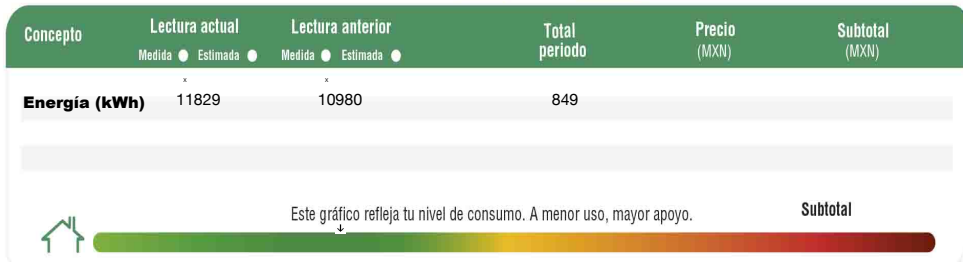 Concepto Lectura actual Lectura anterior Total periodo Precio (MXN) Subtotal (MXN)
Medida Estimada Medida Estimada
x x
Energía (kWh) 11829 10980 849
Subtotal
Este gráfico refleja tu nivel de consumo. A menor uso, mayor apoyo.